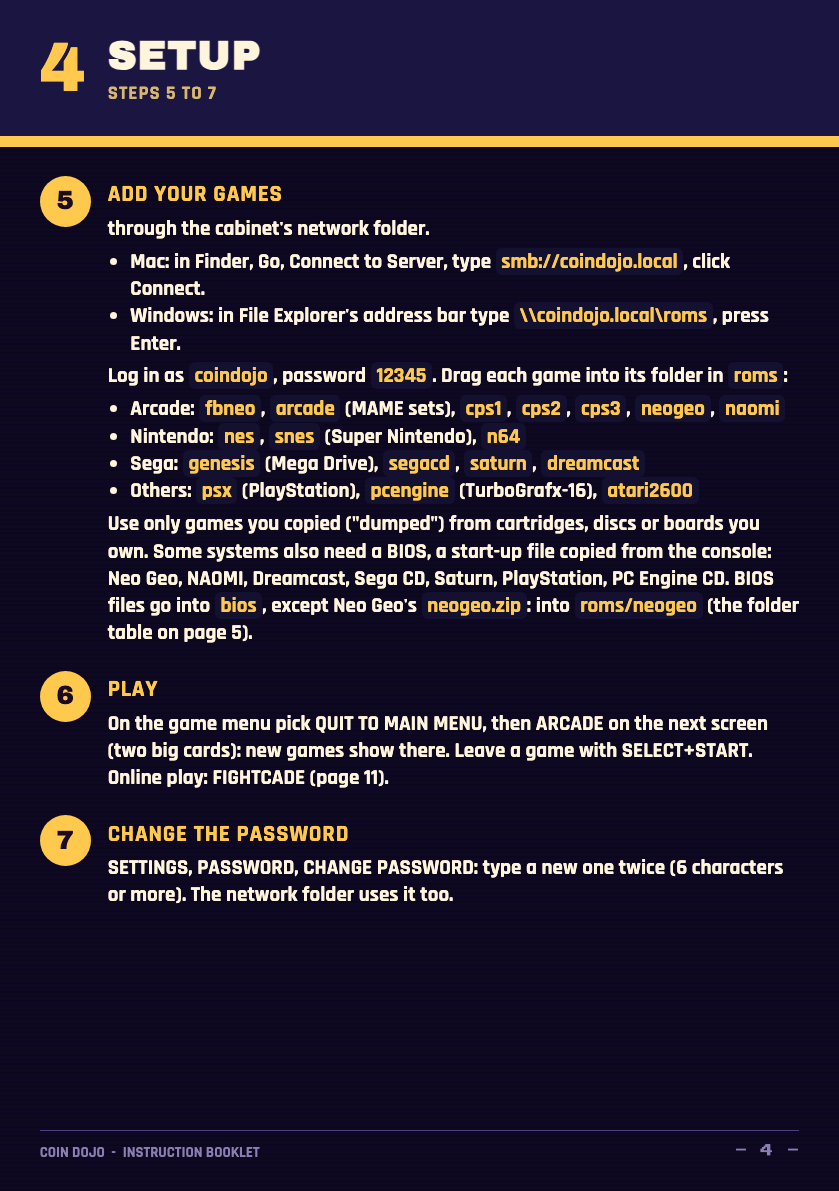 4
SETUP
STEPS 5 TO 7
5
ADD YOUR GAMES
through the cabinet's network folder.
• Mac: in Finder, Go, Connect to Server, type smb://coindojo.local , click
Connect.
• Windows: in File Explorer's address bar type \\coindojo.local\roms , press
Enter.
Log in as coindojo , password 12345 . Drag each game into its folder in roms :
• Arcade: fbneo , arcade (MAME sets), cps1 , cps2 , cps3 , neogeo , naomi
• Nintendo: nes , snes (Super Nintendo), n64
• Sega: genesis (Mega Drive), segacd , saturn , dreamcast
• Others: psx (PlayStation), pcengine (TurboGrafx-16), atari2600
Use only games you copied ("dumped") from cartridges, discs or boards you
own. Some systems also need a BIOS, a start-up file copied from the console:
Neo Geo, NAOMI, Dreamcast, Sega CD, Saturn, PlayStation, PC Engine CD. BIOS
files go into bios , except Neo Geo's neogeo.zip : into roms/neogeo (the folder
table on page 5).
6
PLAY
On the game menu pick QUIT TO MAIN MENU, then ARCADE on the next screen
(two big cards): new games show there. Leave a game with SELECT+START.
Online play: FIGHTCADE (page 11).
7
CHANGE THE PASSWORD
SETTINGS, PASSWORD, CHANGE PASSWORD: type a new one twice (6 characters
or more). The network folder uses it too.
COIN DOJO - INSTRUCTION BOOKLET
— 4 —